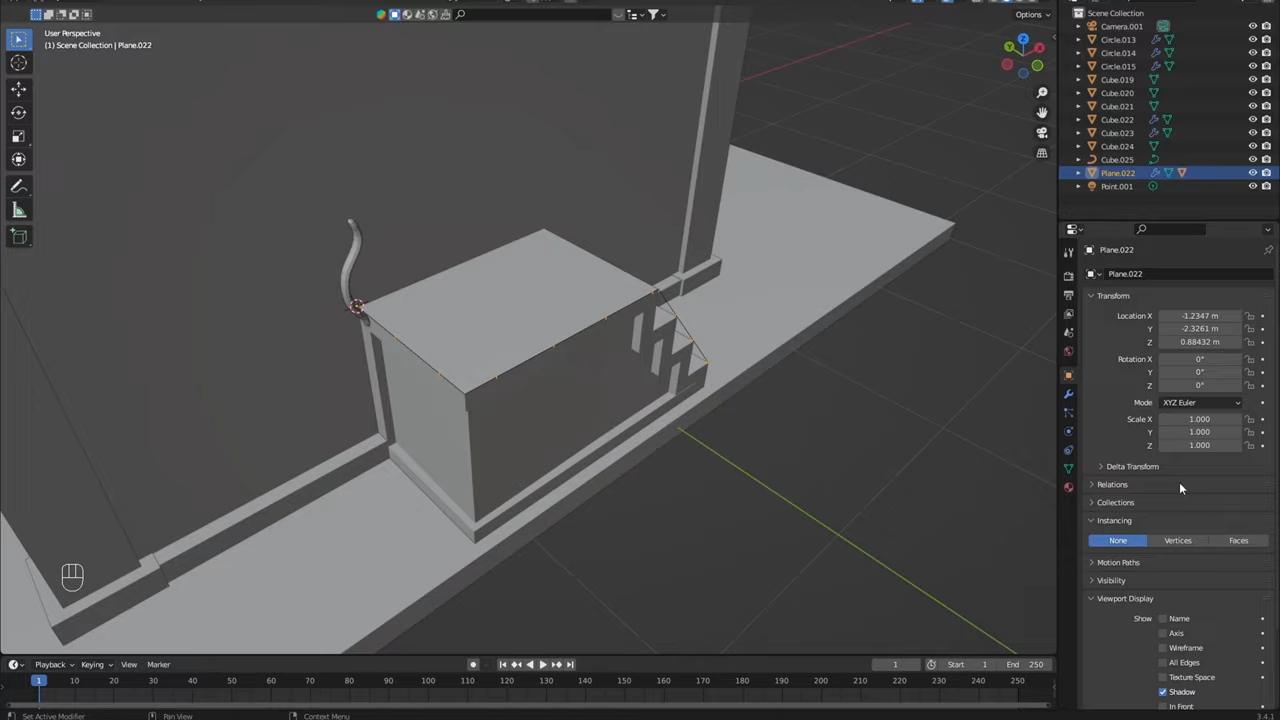 Options
User Perspective
(1) Scene Collection | Plane.022
Z
Y
X
Scene Collection
Camera.001
Circle.013
Circle.014
Circle.015
Cube.019
Cube.020
Cube.021
Cube.022
Cube.023
Cube.024
Cube.025
Plane.022
Point.001
Plane.022
Plane.022
Transform
Location X -1.2347 m
Y -2.3261 m
Z 0.88432 m
Rotation X 0°
Y 0°
Z 0°
Mode XYZ Euler
Scale X 1.000
Y 1.000
Z 1.000
Delta Transform
Relations
Collections
Instancing
None Vertices Faces
Motion Paths
Visibility
Viewport Display
Show Name
Axis
Wireframe
All Edges
Texture Space
Shadow
In Front
Playback Keying View Marker 1 Start 1 End 250
1 10 20 30 40 50 60 70 80 90 100 110 120 130 140 150 160 170 180 190 200 210 220 230 240 250
Set Active Modifier Pan View Context Menu 3.4.1